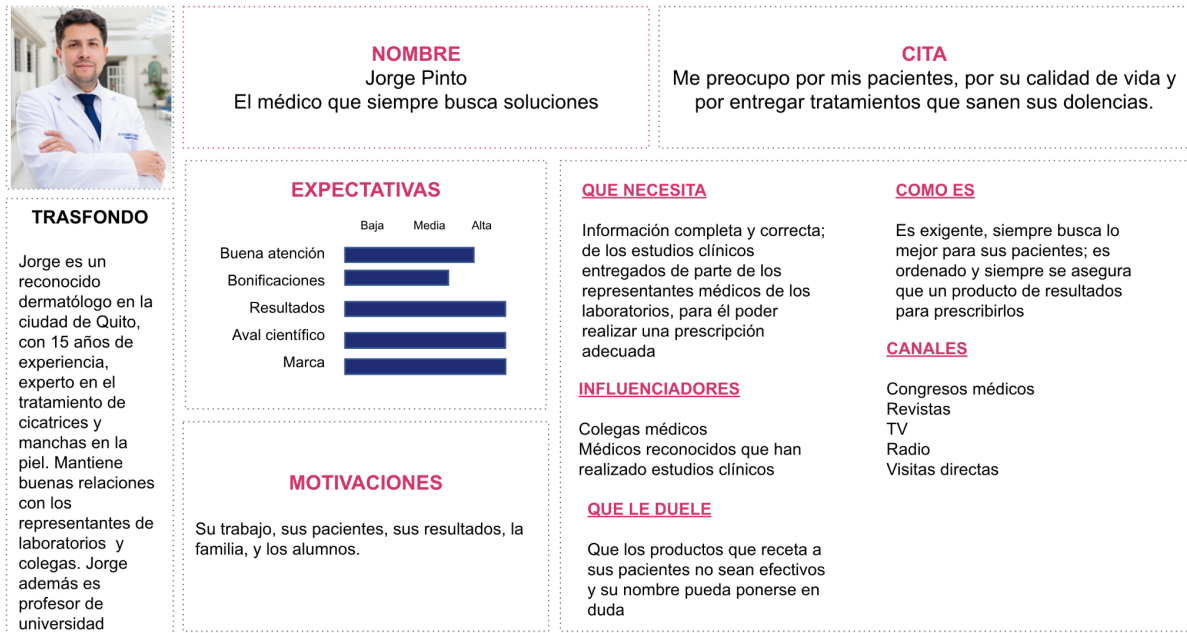 NOMBRE
Jorge Pinto
El médico que siempre busca soluciones
CITA
Me preocupo por mis pacientes, por su calidad de vida y
por entregar tratamientos que sanen sus dolencias.
TRASFONDO
Jorge es un
reconocido
dermatólogo en la
ciudad de Quito,
con 15 años de
experiencia,
experto en el
tratamiento de
cicatrices y
manchas en la
piel. Mantiene
buenas relaciones
con los
representantes de
laboratorios y
colegas. Jorge
además es
profesor de
universidad
EXPECTATIVAS
Baja Media Alta
Buena atención
Bonificaciones
Resultados
Aval científico
Marca
MOTIVACIONES
Su trabajo, sus pacientes, sus resultados, la
familia, y los alumnos.
QUE NECESITA
Información completa y correcta;
de los estudios clínicos
entregados de parte de los
representantes médicos de los
laboratorios, para él poder
realizar una prescripción
adecuada
INFLUENCIADORES
Colegas médicos
Médicos reconocidos que han
realizado estudios clínicos
QUE LE DUELE
Que los productos que receta a
sus pacientes no sean efectivos
y su nombre pueda ponerse en
duda
COMO ES
Es exigente, siempre busca lo
mejor para sus pacientes; es
ordenado y siempre se asegura
que un producto de resultados
para prescribirlos
CANALES
Congresos médicos
Revistas
TV
Radio
Visitas directas